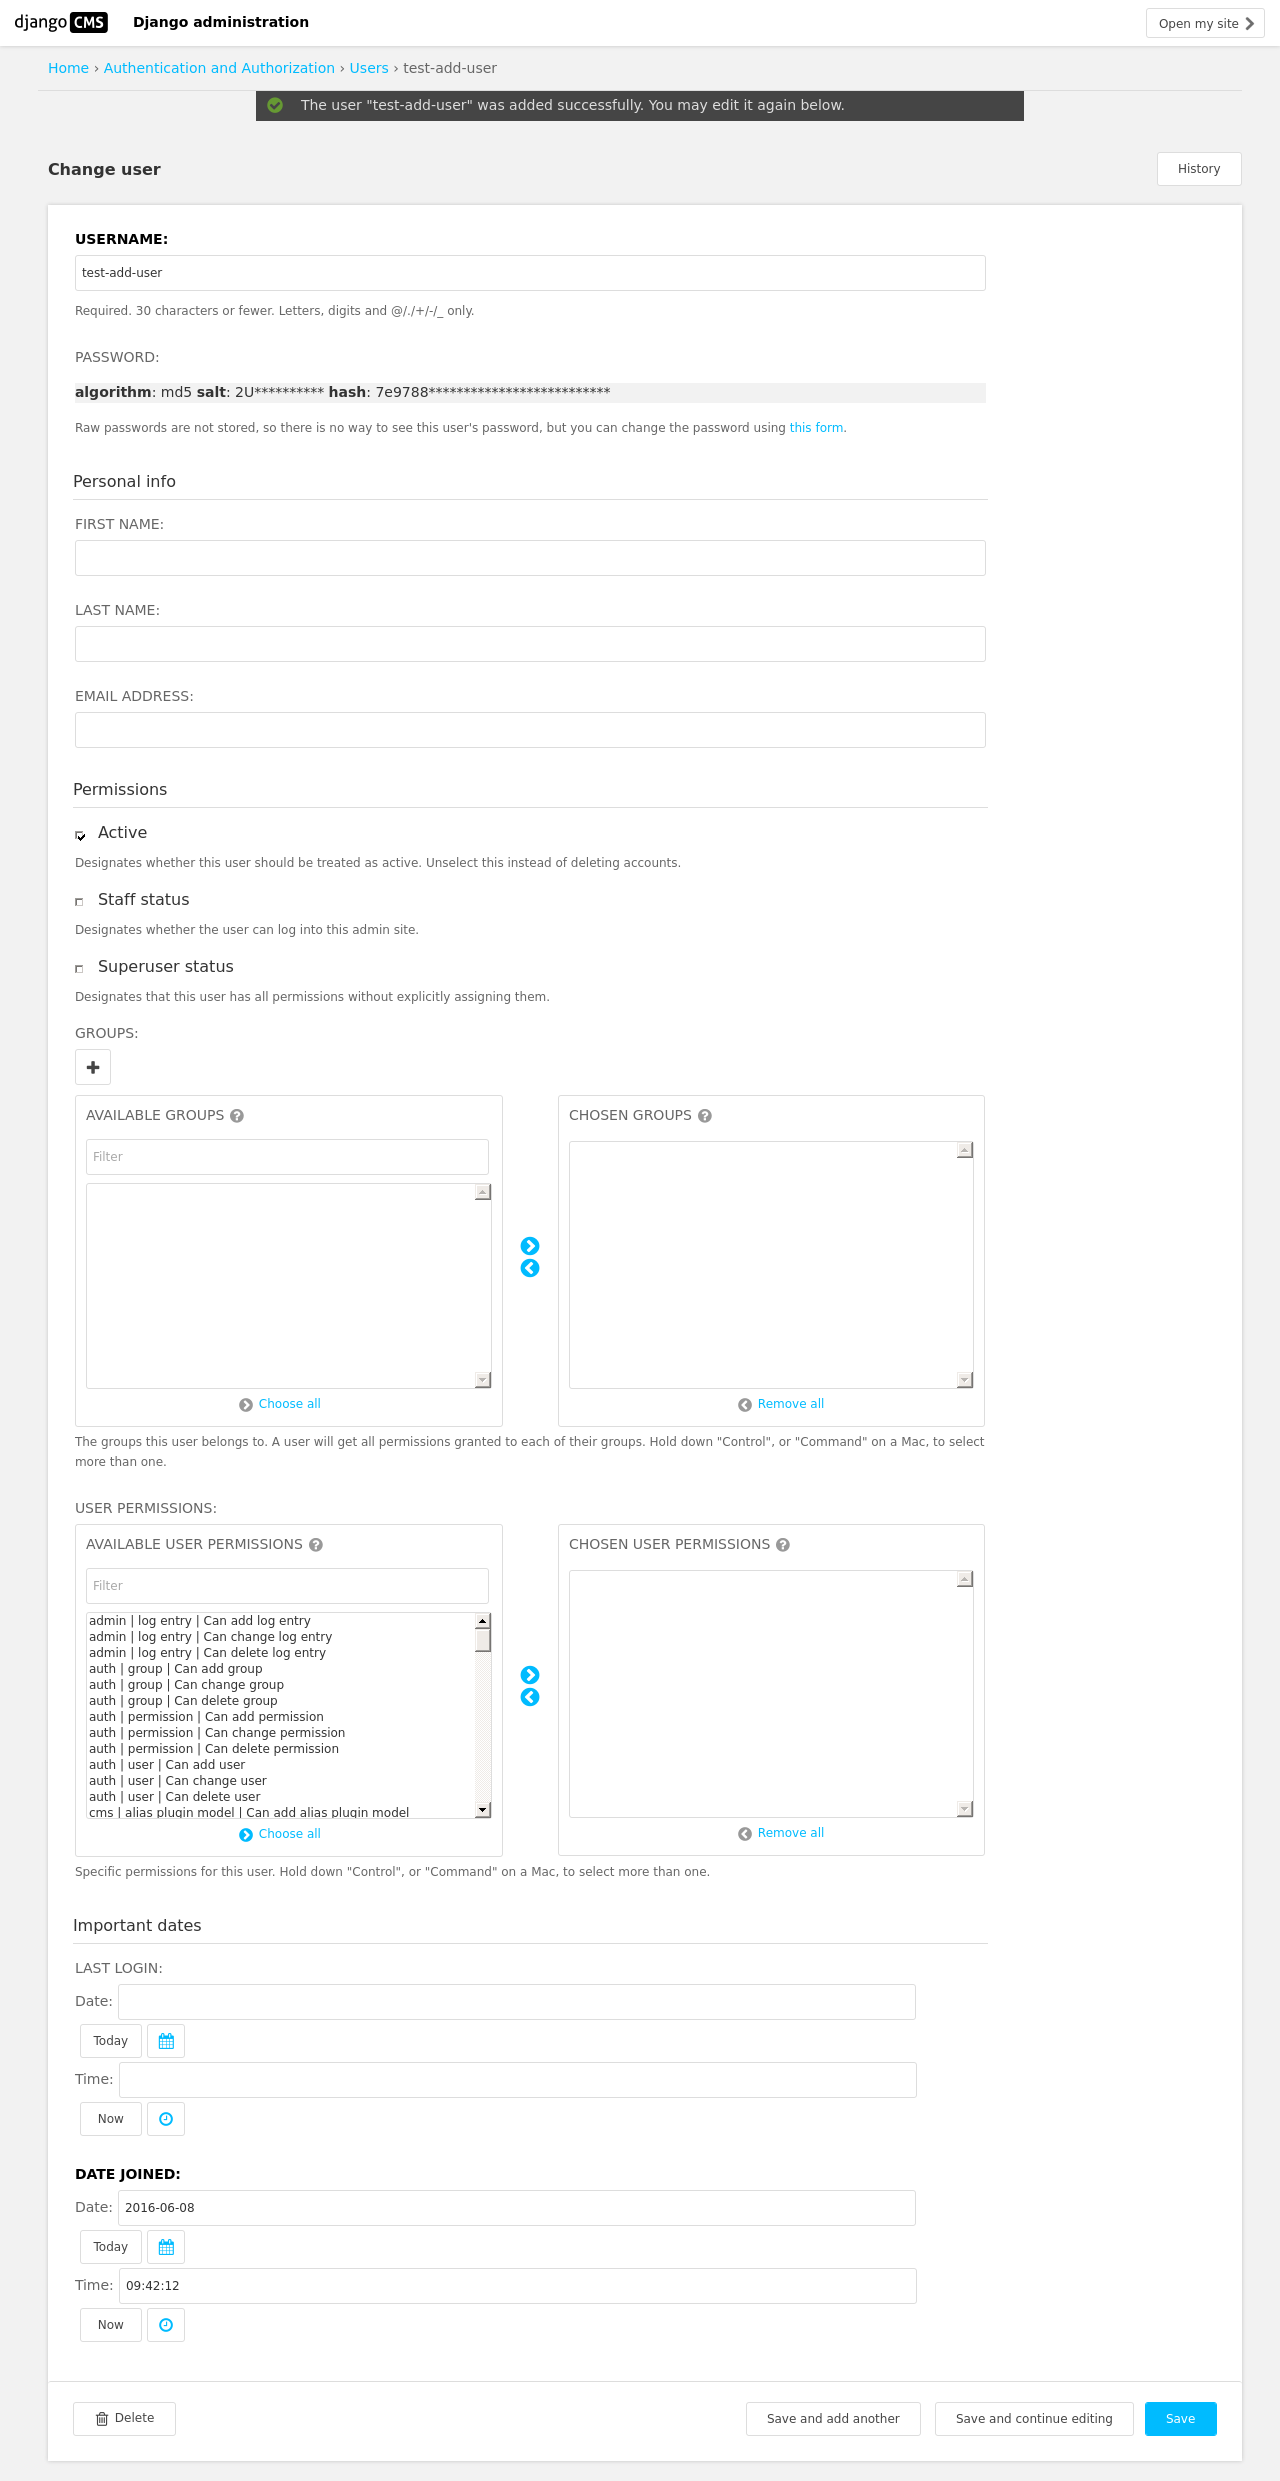 django CMS Django administration Open my site
Home › Authentication and Authorization › Users › test-add-user
The user "test-add-user" was added successfully. You may edit it again below.
Change user History
USERNAME:
test-add-user
Required. 30 characters or fewer. Letters, digits and @/./+/-/_ only.
PASSWORD:
algorithm: md5 salt: 2U********** hash: 7e9788**************************
Raw passwords are not stored, so there is no way to see this user's password, but you can change the password using this form.
Personal info
FIRST NAME:
LAST NAME:
EMAIL ADDRESS:
Permissions
Active
Designates whether this user should be treated as active. Unselect this instead of deleting accounts.
Staff status
Designates whether the user can log into this admin site.
Superuser status
Designates that this user has all permissions without explicitly assigning them.
GROUPS:
AVAILABLE GROUPS ?
Filter
Choose all
CHOSEN GROUPS ?
Remove all
The groups this user belongs to. A user will get all permissions granted to each of their groups. Hold down "Control", or "Command" on a Mac, to select
more than one.
USER PERMISSIONS:
AVAILABLE USER PERMISSIONS ?
Filter
admin | log entry | Can add log entry
admin | log entry | Can change log entry
admin | log entry | Can delete log entry
auth | group | Can add group
auth | group | Can change group
auth | group | Can delete group
auth | permission | Can add permission
auth | permission | Can change permission
auth | permission | Can delete permission
auth | user | Can add user
auth | user | Can change user
auth | user | Can delete user
cms | alias plugin model | Can add alias plugin model
Choose all
CHOSEN USER PERMISSIONS ?
Remove all
Specific permissions for this user. Hold down "Control", or "Command" on a Mac, to select more than one.
Important dates
LAST LOGIN:
Date:
Today
Time:
Now
DATE JOINED:
Date: 2016-06-08
Today
Time: 09:42:12
Now
Delete Save and add another Save and continue editing Save